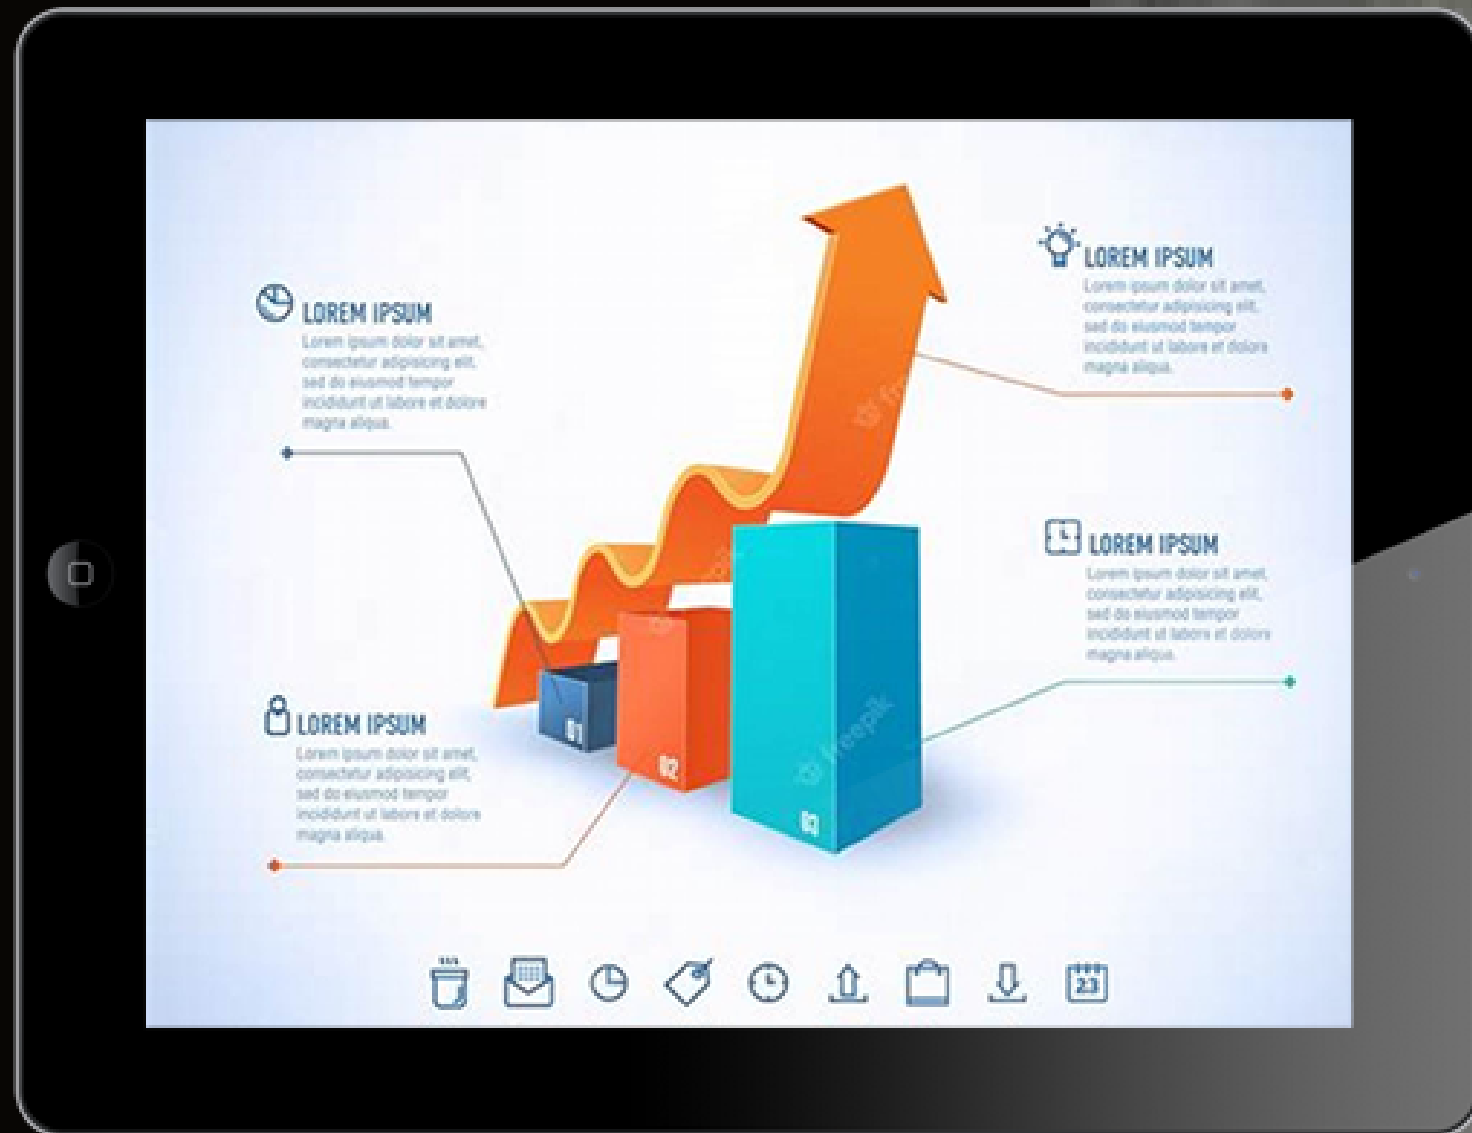 LOREM IPSUM
Lorem ipsum dolor sit amet,
consectetur adipisicing elit,
sed do eiusmod tempor
incididunt ut labore et dolore
magna aliqua.
LOREM IPSUM
Lorem ipsum dolor sit amet,
consectetur adipisicing elit,
sed do eiusmod tempor
incididunt ut labore et dolore
magna aliqua.
LOREM IPSUM
Lorem ipsum dolor sit amet,
consectetur adipisicing elit,
sed do eiusmod tempor
incididunt ut labore et dolore
magna aliqua.
LOREM IPSUM
Lorem ipsum dolor sit amet,
consectetur adipisicing elit,
sed do eiusmod tempor
incididunt ut labore et dolore
magna aliqua.
01
02
03
freepik
23